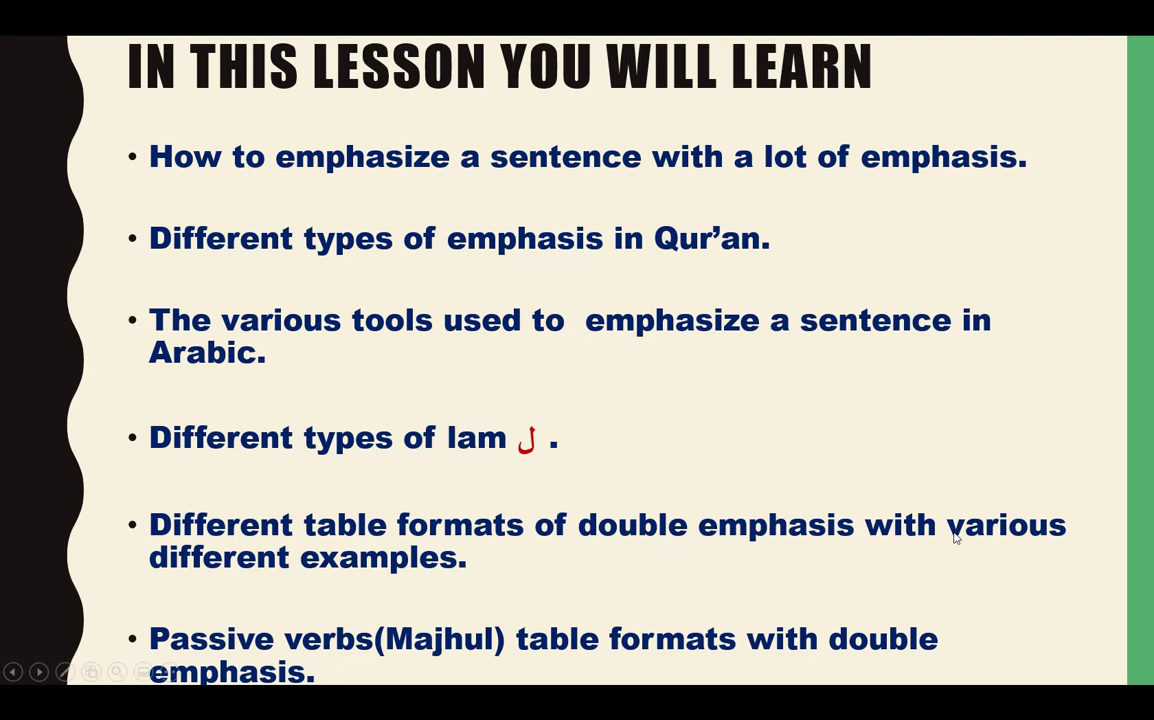 IN THIS LESSON YOU WILL LEARN
• How to emphasize a sentence with a lot of emphasis.
• Different types of emphasis in Qur’an.
• The various tools used to  emphasize a sentence in
Arabic.
• Different types of lam ل .
• Different table formats of double emphasis with various
different examples.
• Passive verbs(Majhul) table formats with double
emphasis.